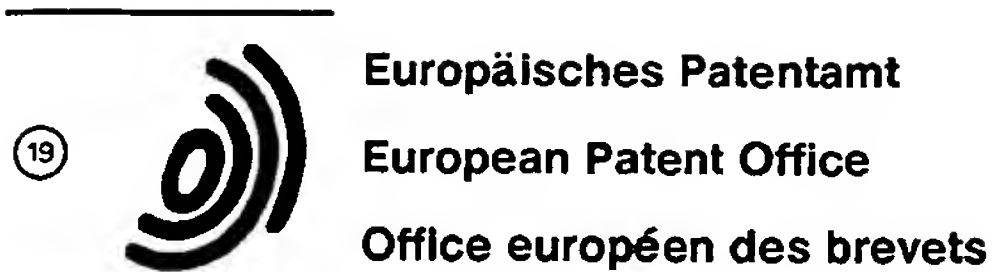 Europäisches Patentamt
19
European Patent Office
Office européen des brevets